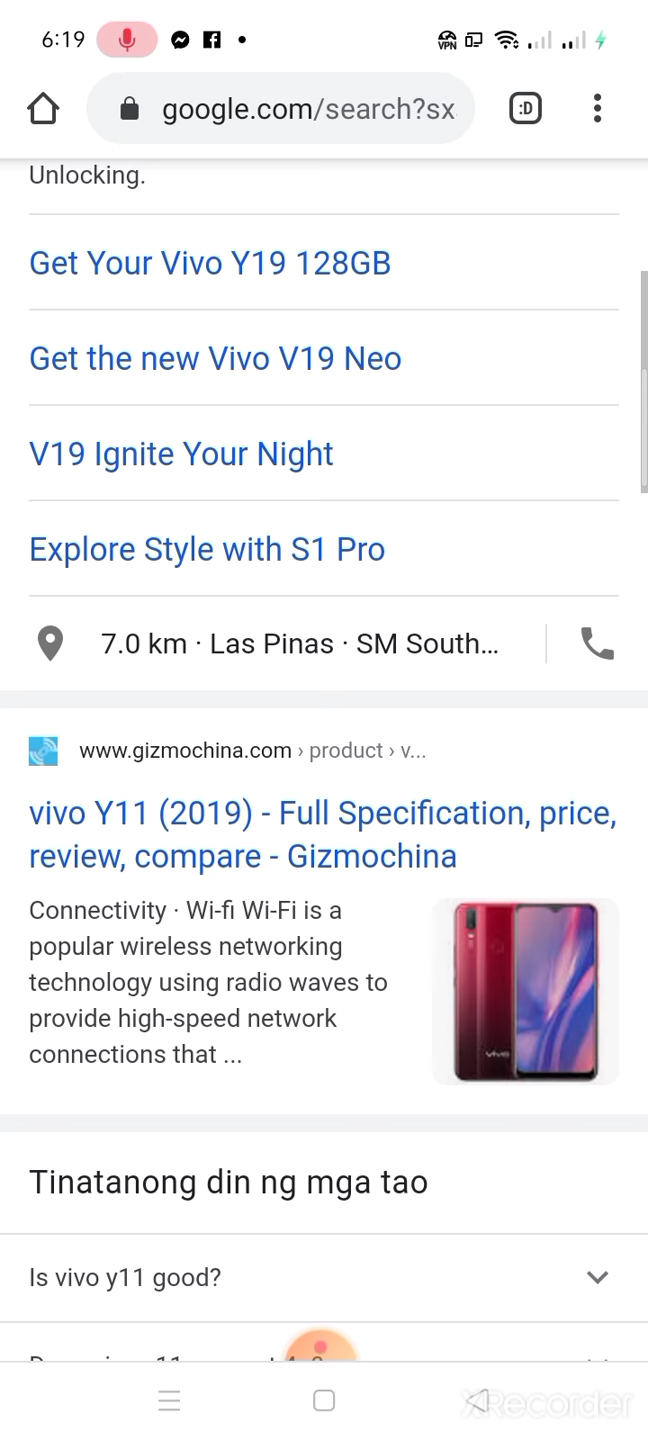 6:19
VPN
google.com/search?sx
:D
Unlocking.
Get Your Vivo Y19 128GB
Get the new Vivo V19 Neo
V19 Ignite Your Night
Explore Style with S1 Pro
7.0 km · Las Pinas · SM South...
www.gizmochina.com › product › v...
vivo Y11 (2019) - Full Specification, price,
review, compare - Gizmochina
Connectivity · Wi-fi Wi-Fi is a
popular wireless networking
technology using radio waves to
provide high-speed network
connections that ...
vivo
Tinatanong din ng mga tao
Is vivo y11 good?
XRecorder